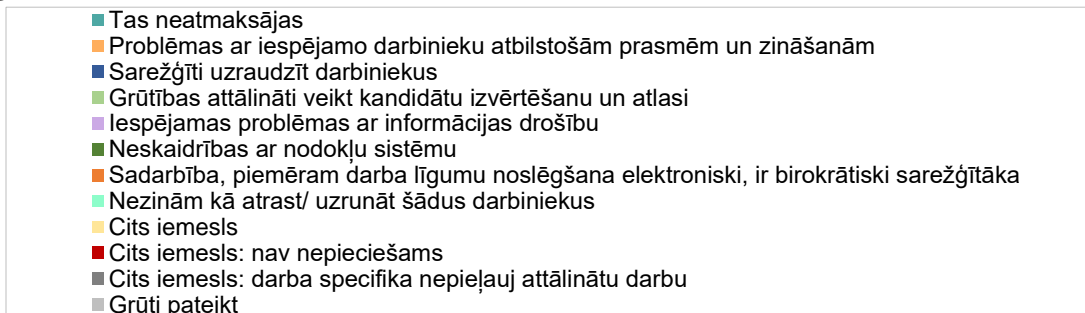 Tas neatmaksājas
Problēmas ar iespējamo darbinieku atbilstošām prasmēm un zināšanām
Sarežģīti uzraudzīt darbiniekus
Grūtības attālināti veikt kandidātu izvērtēšanu un atlasi
Iespējamas problēmas ar informācijas drošību
Neskaidrības ar nodokļu sistēmu
Sadarbība, piemēram darba līgumu noslēgšana elektroniski, ir birokrātiski sarežģītāka
Nezinām kā atrast/ uzrunāt šādus darbiniekus
Cits iemesls
Cits iemesls: nav nepieciešams
Cits iemesls: darba specifika nepieļauj attālinātu darbu
Grūti pateikt